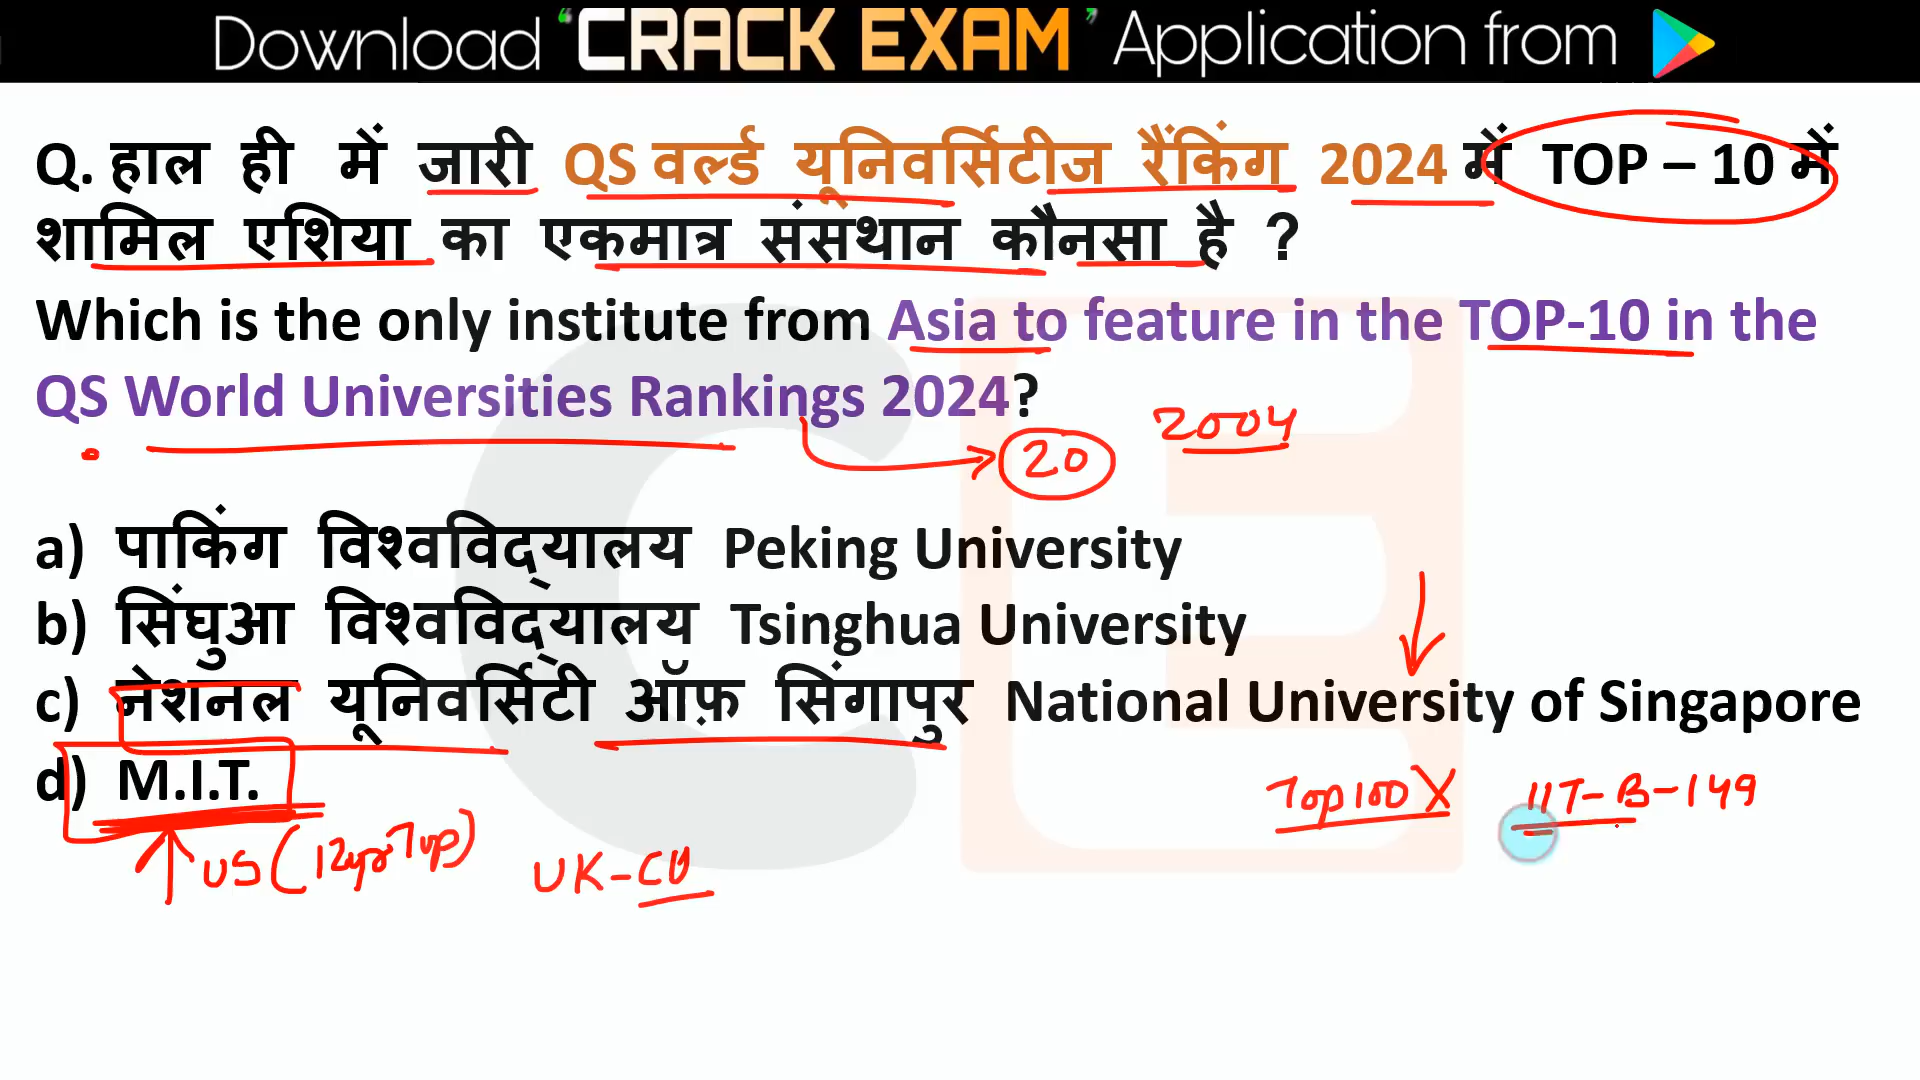 Download ‘CRACK EXAM’ Application from
Q. हाल ही में जारी QS वर्ल्ड यूनिवर्सिटीज रैंकिंग 2024 में TOP – 10 में
शामिल एशिया का एकमात्र संस्थान कौनसा है ?
Which is the only institute from Asia to feature in the TOP-10 in the
QS World Universities Rankings 2024?
20 2004
a) पाकिंग विश्वविद्यालय Peking University
b) सिंघुआ विश्वविद्यालय Tsinghua University
c) नेशनल यूनिवर्सिटी ऑफ़ सिंगापुर National University of Singapore
d) M.I.T.
Top 100 X IIT-B-149
US (12yr Top)
UK-CU